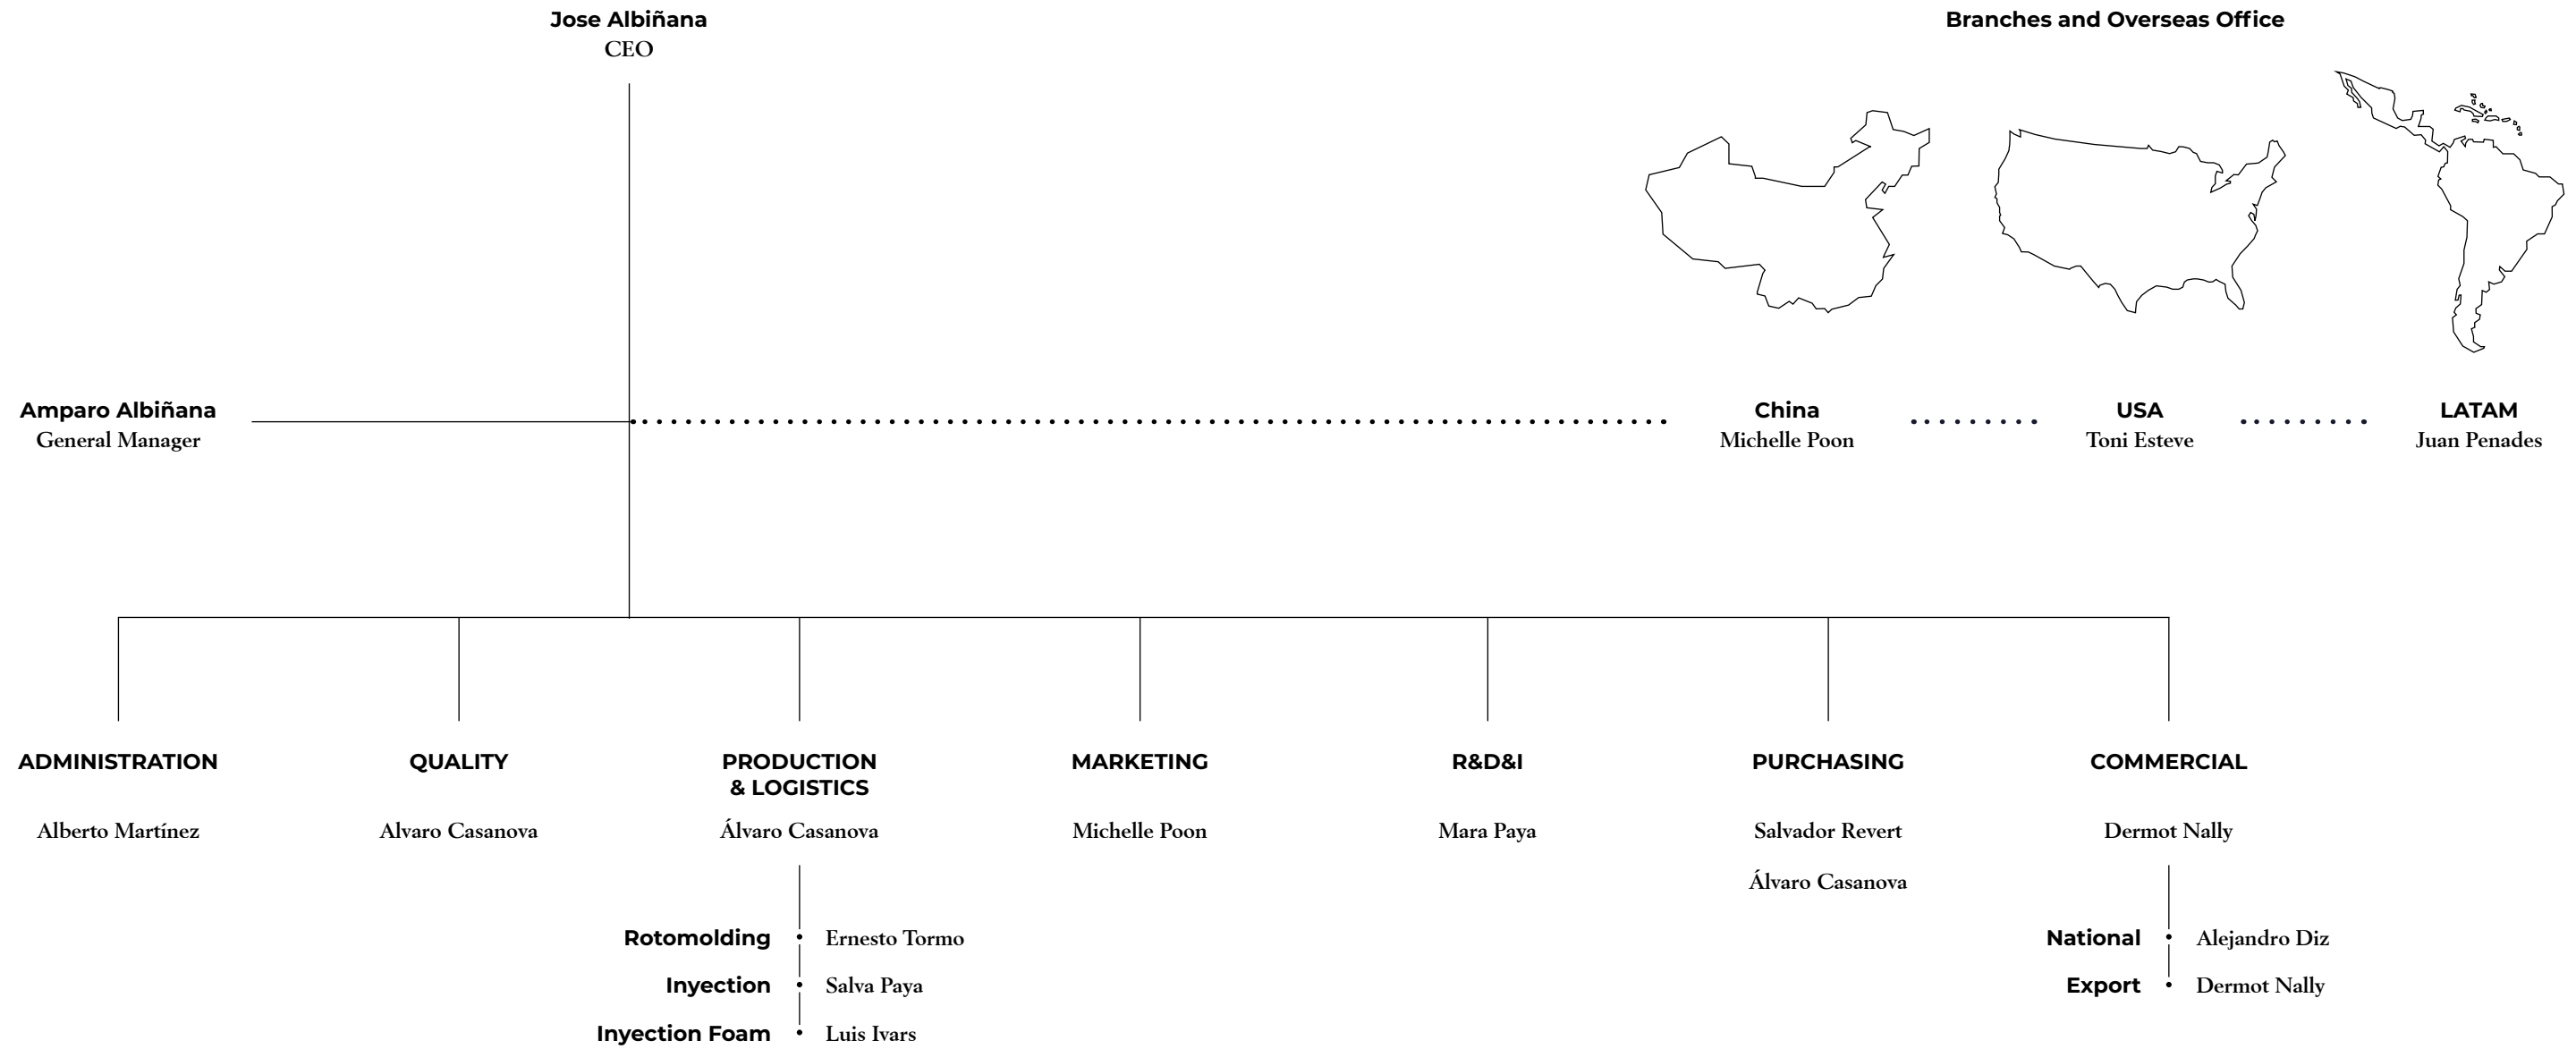 Jose Albiñana
CEO
Branches and Overseas Office
Amparo Albiñana
General Manager
China
Michelle Poon
USA
Toni Esteve
LATAM
Juan Penades
ADMINISTRATION
Alberto Martínez
QUALITY
Alvaro Casanova
PRODUCTION
& LOGISTICS
Álvaro Casanova
Rotomolding
Ernesto Tormo
Inyection
Salva Paya
Inyection Foam
Luis Ivars
MARKETING
Michelle Poon
R&D&I
Mara Paya
PURCHASING
Salvador Revert
Álvaro Casanova
COMMERCIAL
Dermot Nally
National
Alejandro Diz
Export
Dermot Nally